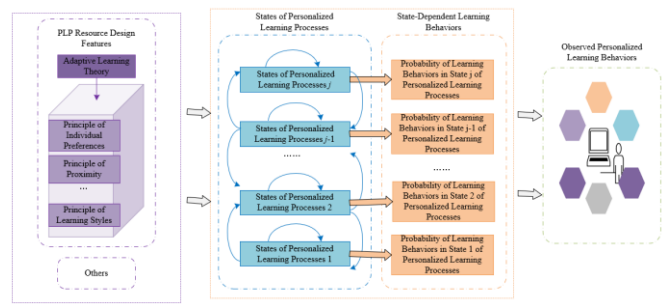 PLP Resource Design
Features
Adaptive Learning
Theory
Principle of
Individual
Preferences
Principle of
Proximity
...
Principle of
Learning Styles
Others
States of Personalized
Learning Processes
States of Personalized
Learning Processes j
States of Personalized
Learning Processes j-1
……
States of Personalized
Learning Processes 2
States of Personalized
Learning Processes 1
State-Dependent Learning
Behaviors
Probability of Learning
Behaviors in State j of
Personalized Learning
Processes
Probability of Learning
Behaviors in State j-1 of
Personalized Learning
Processes
……
Probability of Learning
Behaviors in State 2 of
Personalized Learning
Processes
Probability of Learning
Behaviors in State 1 of
Personalized Learning
Processes
Observed Personalized
Learning Behaviors